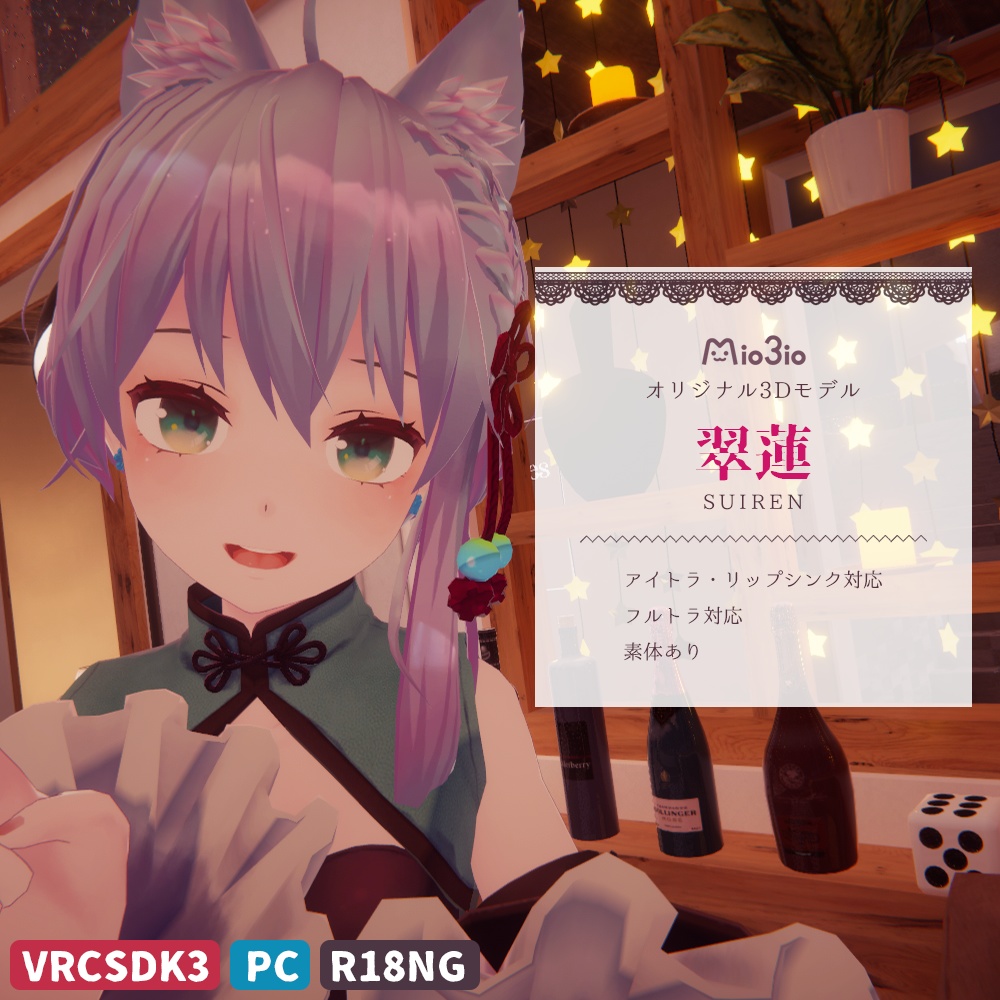 Mio3io
オリジナル3Dモデル
翠蓮
SUIREN
アイトラ・リップシンク対応
フルトラ対応
素体あり
VRCSDK3
PC
R18NG